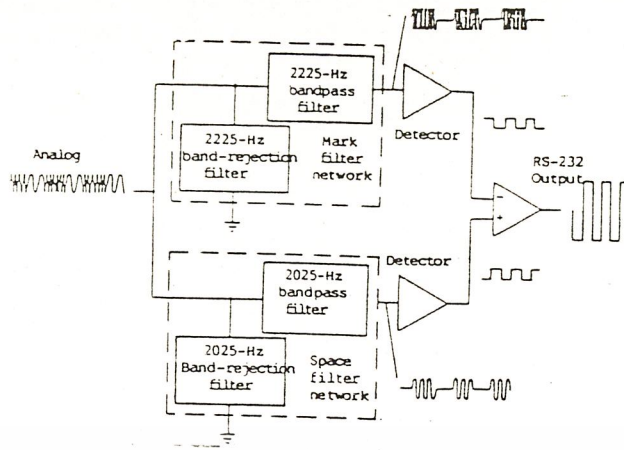 Analog
2225-Hz
bandpass
filter
2225-Hz
band-rejection
filter
Mark
filter
network
Detector
RS-232
Output
−
+
Detector
2025-Hz
bandpass
filter
2025-Hz
Band-rejection
filter
Space
filter
network